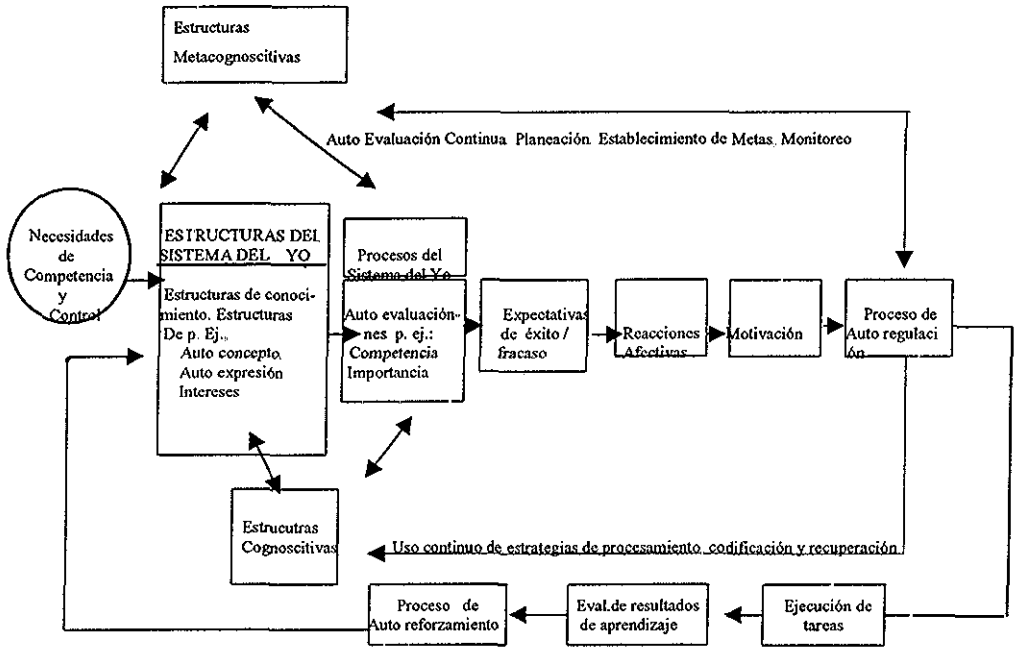 Estructuras
Metacognoscitivas
Auto Evaluación Continua Planeación Establecimiento de Metas, Monitoreo
Necesidades
de
Competencia
y
Control
ESTRUCTURAS DEL
SISTEMA DEL YO
Estructuras de conoci-
miento. Estructuras
De p. Ej.,
Auto concepto,
Auto expresión
Intereses
Procesos del
Sistema del Yo
Auto evaluación-
nes p. ej.:
Competencia
Importancia
Expectativas
de éxito /
fracaso
Reacciones
Afectivas
Motivación
Proceso de
Auto regulaci
ón
Estrucutras
Cognoscitivas
Uso continuo de estrategias de procesamiento, codificación y recuperación
Proceso de
Auto reforzamiento
Eval.de resultados
de aprendizaje
Ejecución de
tareas